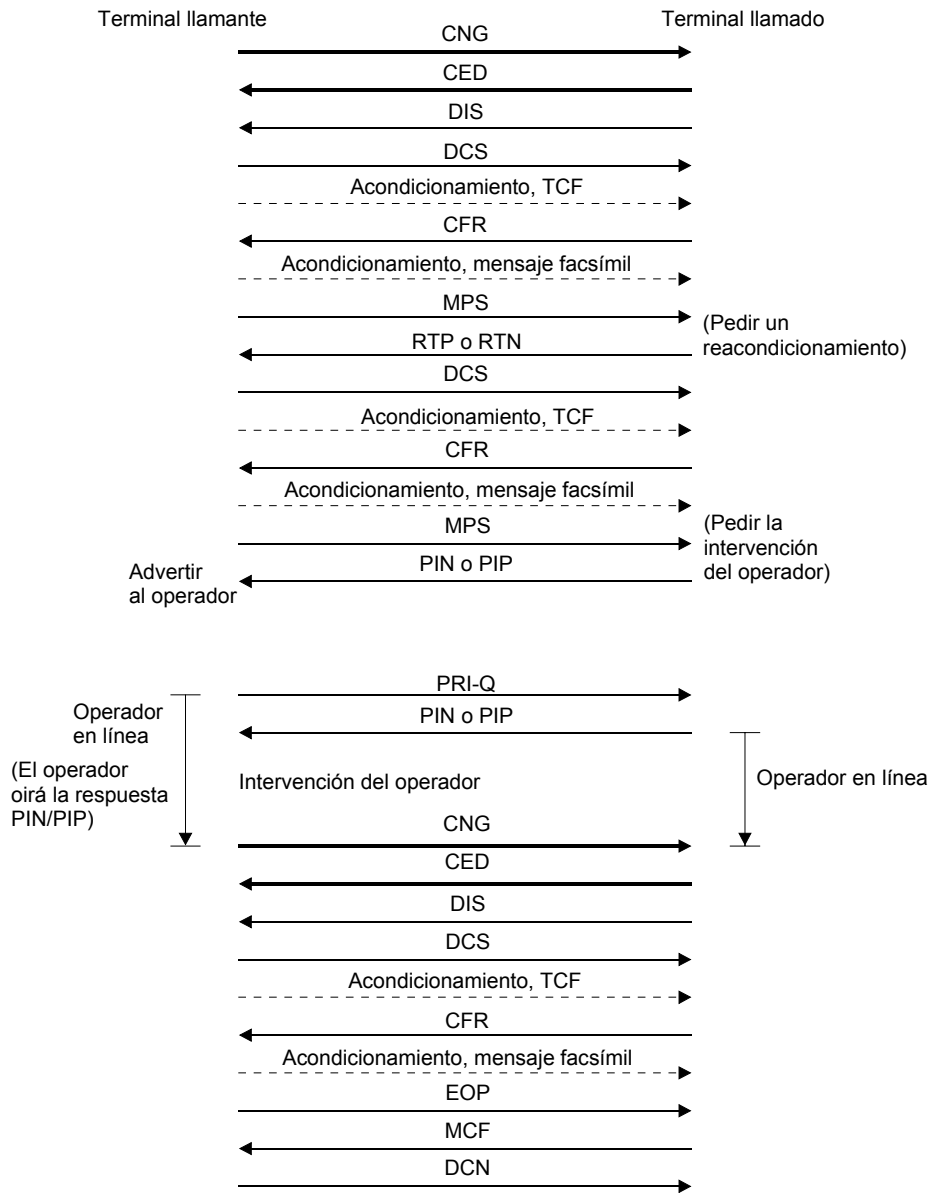 Terminal llamante
Terminal llamado
CNG
CED
DIS
DCS
Acondicionamiento, TCF
CFR
Acondicionamiento, mensaje facsímil
MPS
(Pedir un
reacondicionamiento)
RTP o RTN
DCS
Acondicionamiento, TCF
CFR
Acondicionamiento, mensaje facsímil
MPS
(Pedir la
intervención
del operador)
PIN o PIP
Advertir
al operador
PRI-Q
Operador
en línea
PIN o PIP
(El operador
oirá la respuesta
PIN/PIP)
Intervención del operador
Operador en línea
CNG
CED
DIS
DCS
Acondicionamiento, TCF
CFR
Acondicionamiento, mensaje facsímil
EOP
MCF
DCN